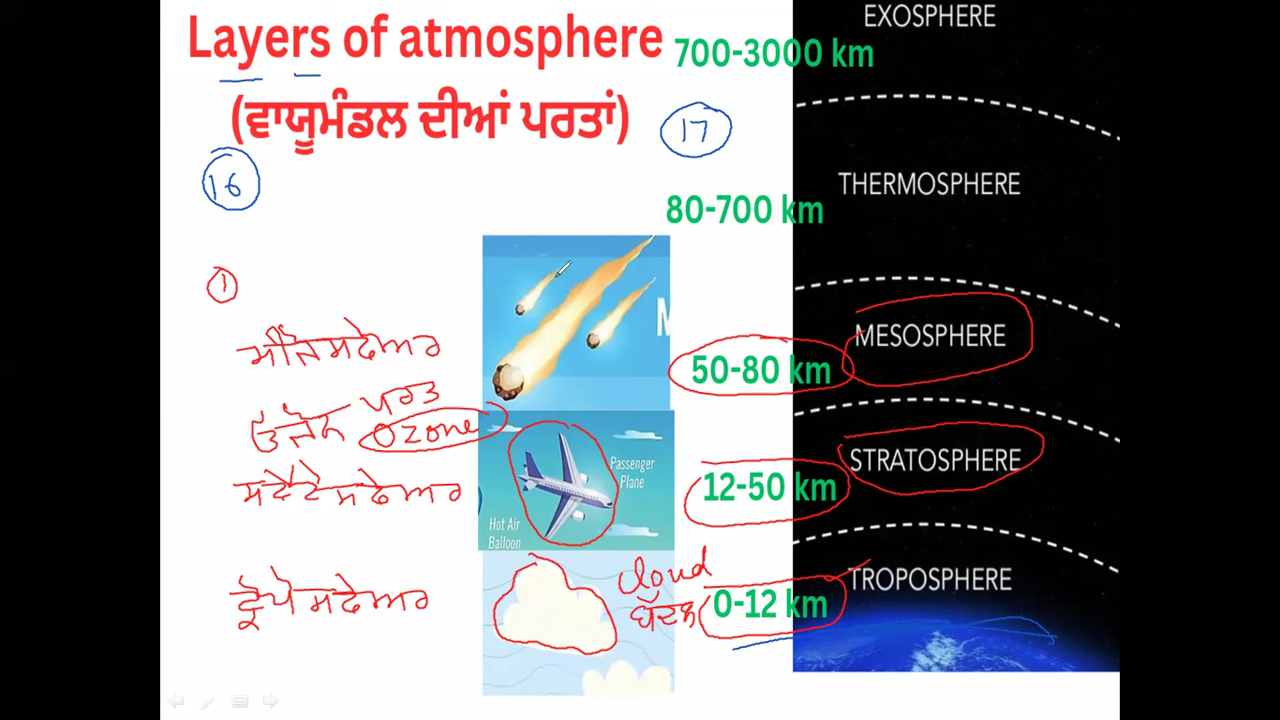 Layers of atmosphere
(ਵਾਯੂਮੰਡਲ ਦੀਆਂ ਪਰਤਾਂ)
EXOSPHERE
700-3000 km
17
16
THERMOSPHERE
80-700 km
1
MESOSPHERE
50-80 km
M
ਮੀਜੋਸਫੇਅਰ
ਓਜੋਨ ਪਰਤ
Ozone
STRATOSPHERE
12-50 km
Passenger
Plane
Hot Air
Balloon
ਸਟ੍ਰੈਟੋਸਫੇਅਰ
TROPOSPHERE
0-12 km
Cloud
ਬੱਦਲ
ਟ੍ਰੋਪੋਸਫੇਅਰ